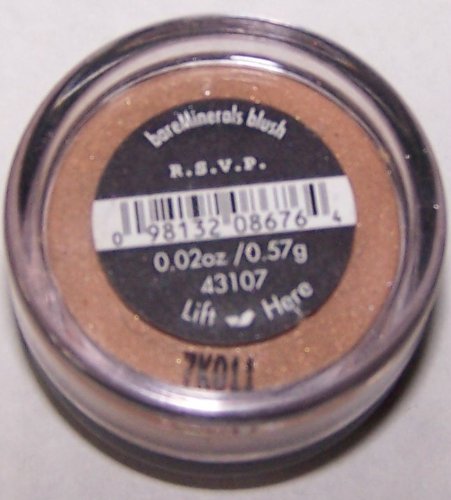 bareMinerals blush
R.S.V.P.
0 98132 08676 4
0.02oz/0.57g
43107
Lift Here
7K011